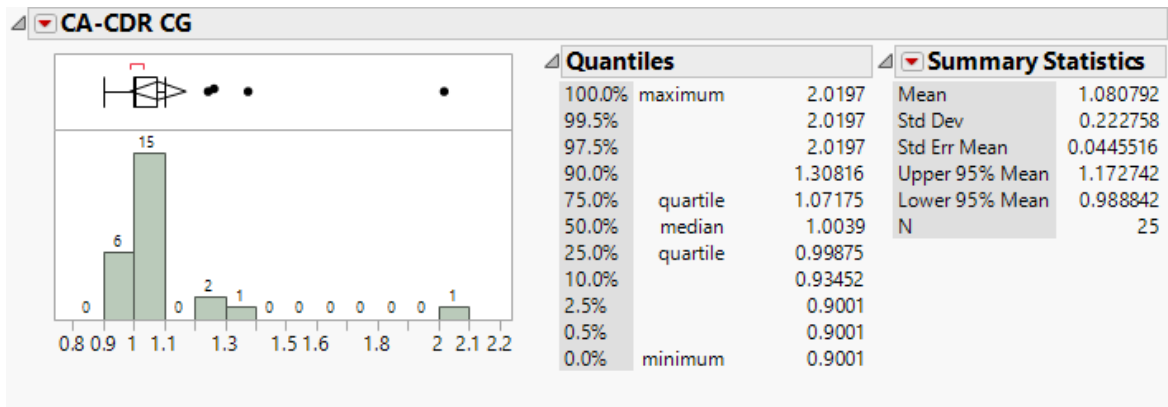 CA-CDR CG
15
6
0 0 2 1 0 0 0 0 0 0 1
0.8 0.9 1 1.1 1.3 1.5 1.6 1.8 2 2.1 2.2
Quantiles
100.0% maximum 2.0197
99.5% 2.0197
97.5% 2.0197
90.0% 1.30816
75.0% quartile 1.07175
50.0% median 1.0039
25.0% quartile 0.99875
10.0% 0.93452
2.5% 0.9001
0.5% 0.9001
0.0% minimum 0.9001
Summary Statistics
Mean 1.080792
Std Dev 0.222758
Std Err Mean 0.0445516
Upper 95% Mean 1.172742
Lower 95% Mean 0.988842
N 25